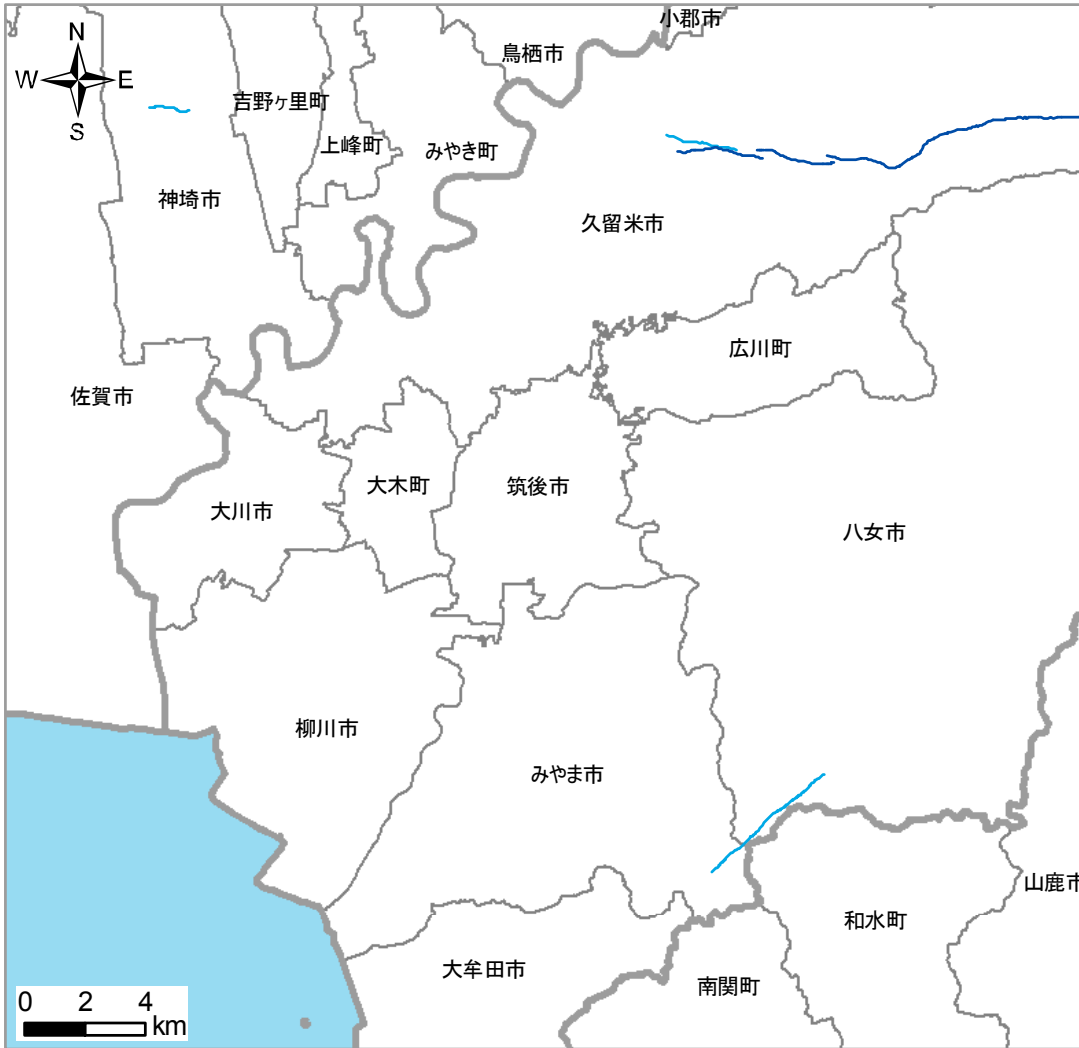 小郡市
鳥栖市
N
W
E
S
吉野ヶ里町
上峰町
みやき町
神埼市
久留米市
広川町
佐賀市
大木町
筑後市
大川市
八女市
柳川市
みやま市
山鹿市
和水町
大牟田市
南関町
0 2 4
km